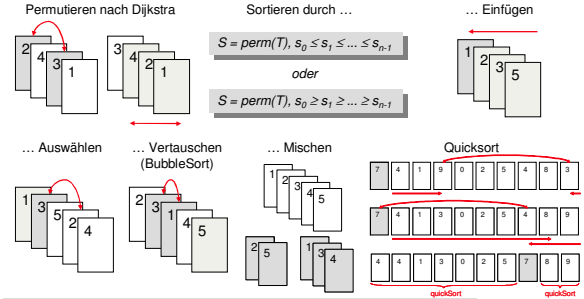 Permutieren nach Dijkstra
2
4
3
1
3
4
2
1
Sortieren durch …
S = perm(T), s0 ≤ s1 ≤ ... ≤ sn-1
oder
S = perm(T), s0 ≥ s1 ≥ ... ≥ sn-1
… Einfügen
1
2
4
5
… Auswählen
1
3
5
2
4
… Vertauschen
(BubbleSort)
2
3
1
4
5
… Mischen
1
2
3
4
5
2
5
1
3
4
Quicksort
7 4 1 9 0 2 5 4 8 3
7 4 1 3 0 2 5 4 8 9
4 4 1 3 0 2 5 7 8 9
quickSort quickSort